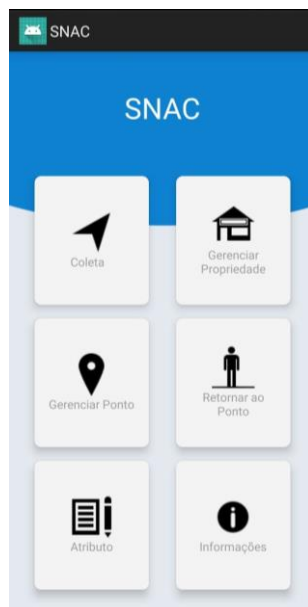 SNAC
SNAC
Coleta
Gerenciar
Propriedade
Gerenciar Ponto
Retornar ao
Ponto
Atributo
Informações